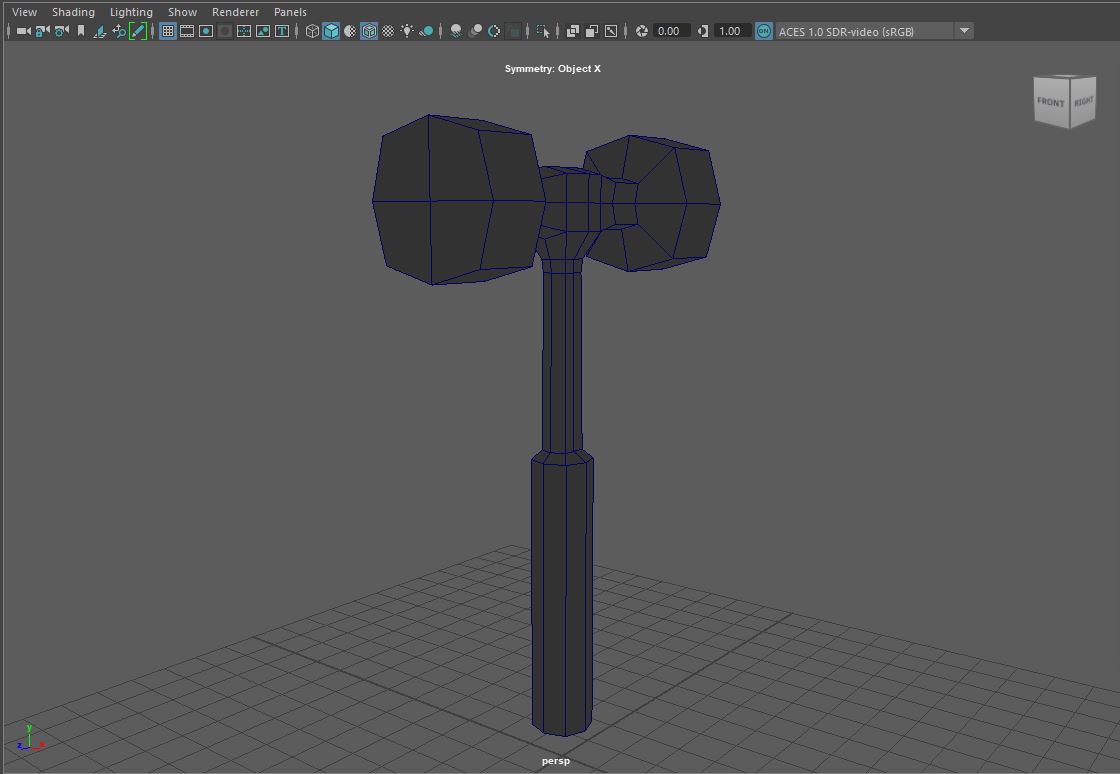 View Shading Lighting Show Renderer Panels
T 0.00 1.00 ON ACES 1.0 SDR-video (sRGB)
Symmetry: Object X
FRONT RIGHT
y
z x
persp